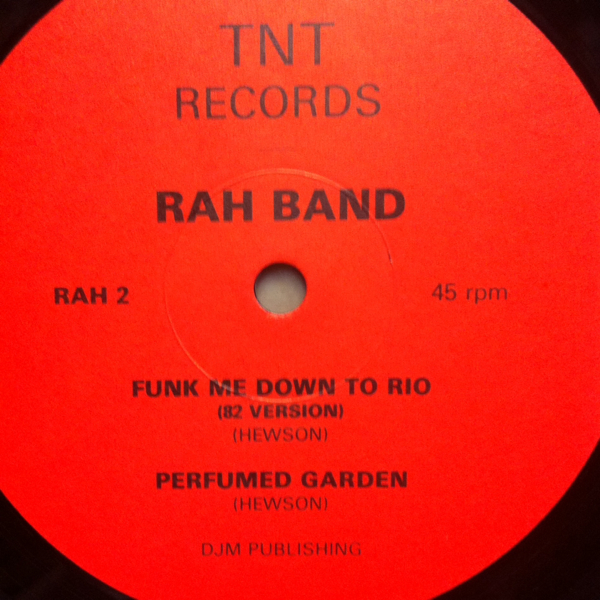 TNT
RECORDS
RAH BAND
RAH 2
45 rpm
FUNK ME DOWN TO RIO
(82 VERSION)
(HEWSON)
PERFUMED GARDEN
(HEWSON)
DJM PUBLISHING